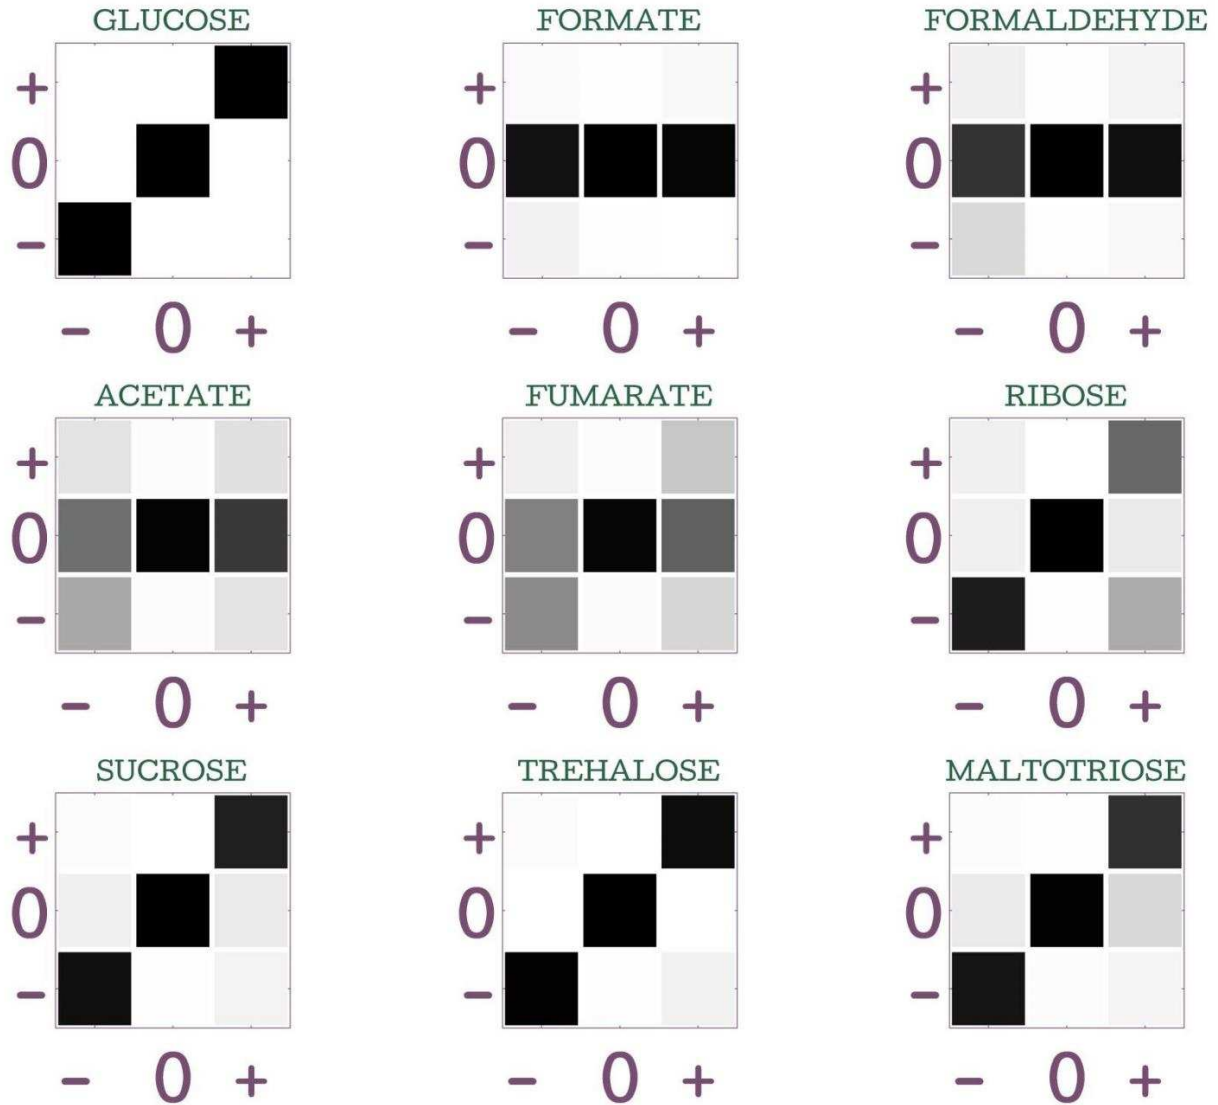 GLUCOSE FORMATE FORMALDEHYDE
+ + +
0 0 0
− − −
− 0 + − 0 + − 0 +
ACETATE FUMARATE RIBOSE
+ + +
0 0 0
− − −
− 0 + − 0 + − 0 +
SUCROSE TREHALOSE MALTOTRIOSE
+ + +
0 0 0
− − −
− 0 + − 0 + − 0 +